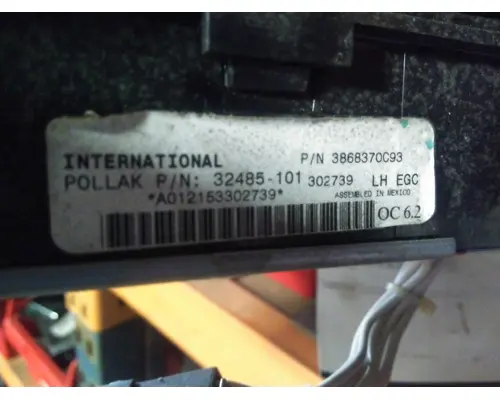 INTERNATIONAL P/N 3868370C93
POLLAK P/N: 32485-101 302739 LH EGC
*A012153302739* ASSEMBLED IN MEXICO
OC 6.2